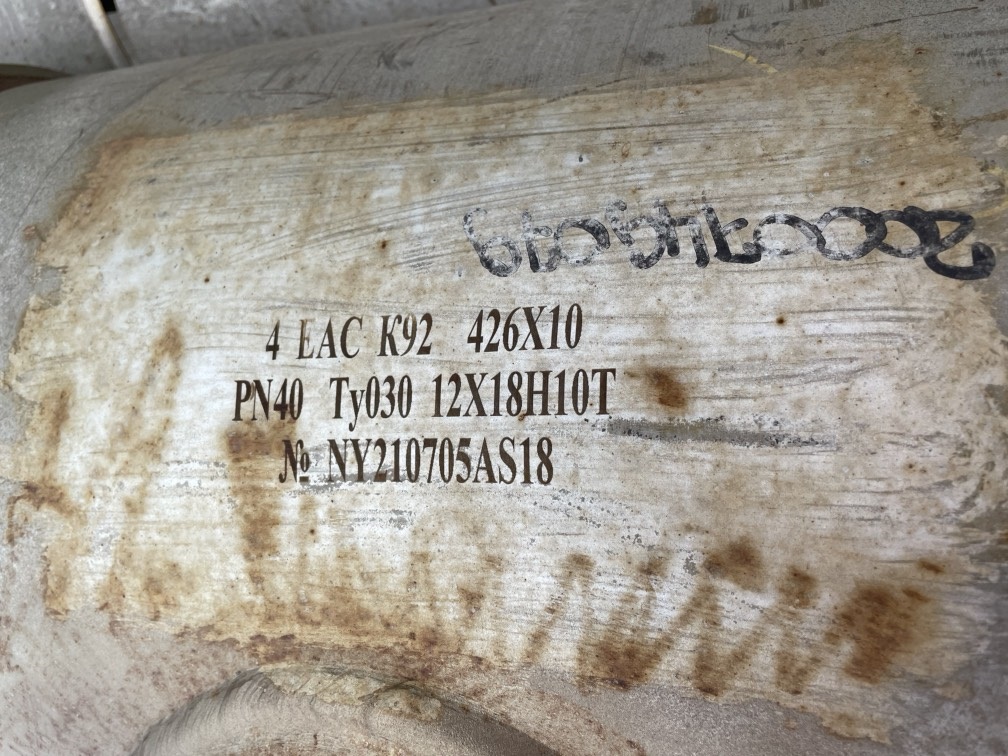 4 EAC K92 426X10
PN40 Ty030 12X18H10T
№ NY210705AS18